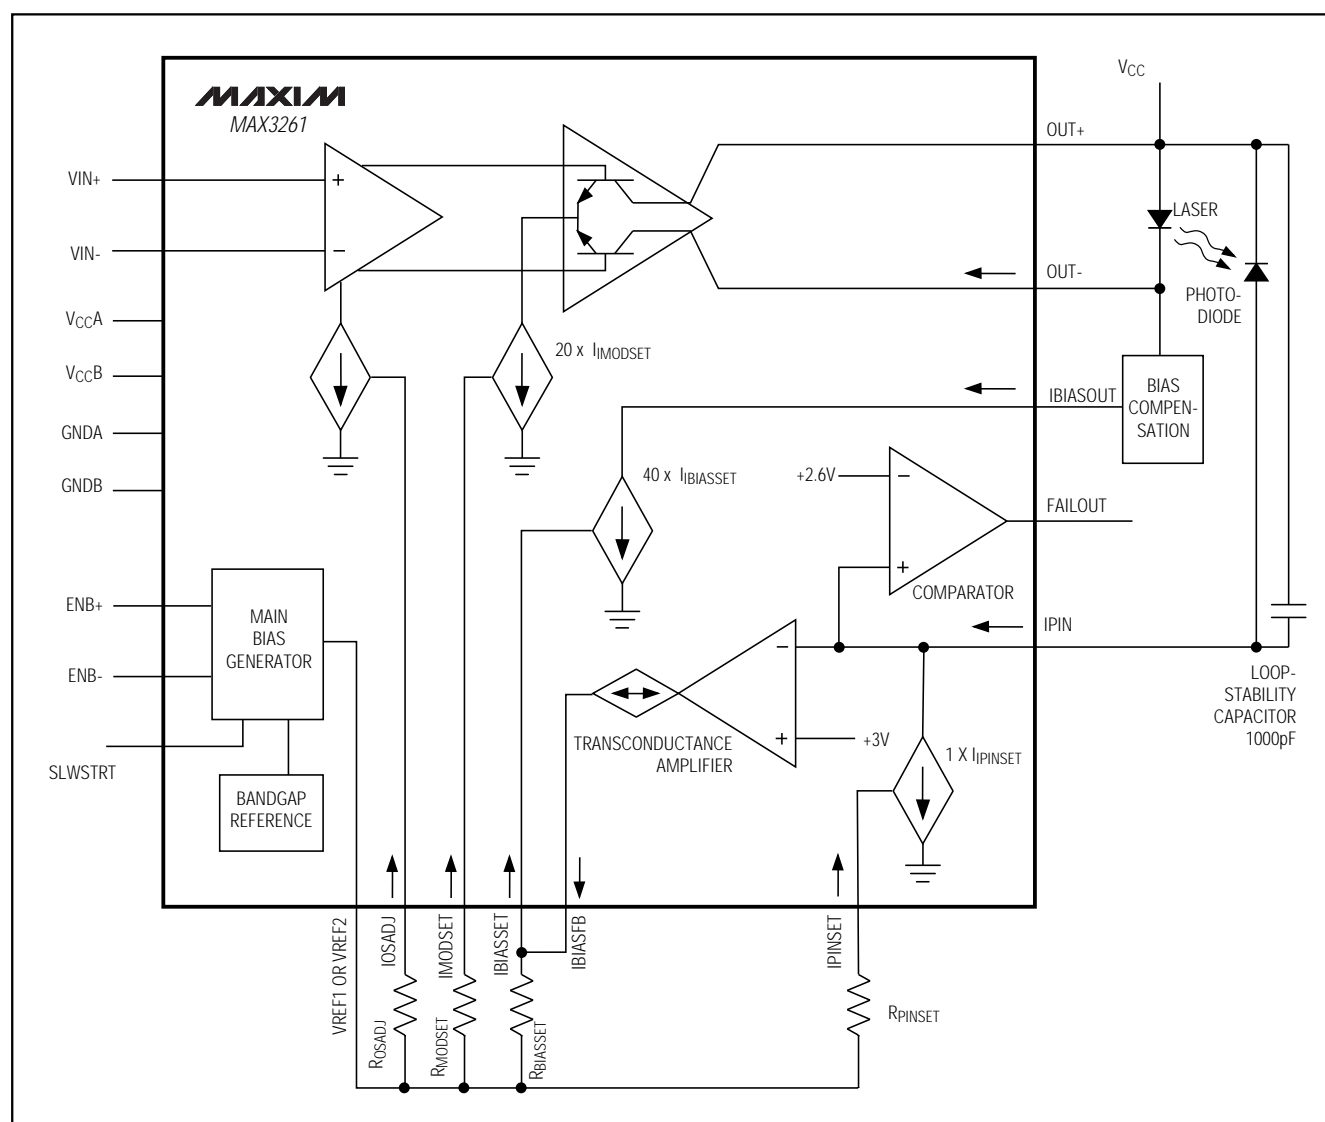 MAXIM
MAX3261
VCC
OUT+
VIN+
VIN-
+
−
LASER
OUT-
PHOTO-
DIODE
VCCA
VCCB
GNDA
GNDB
20 x IIMODSET
IBIASOUT
BIAS
COMPEN-
SATION
40 x IIBIASSET
+2.6V
−
+
COMPARATOR
FAILOUT
ENB+
ENB-
SLWSTRT
MAIN
BIAS
GENERATOR
BANDGAP
REFERENCE
IPIN
−
+
+3V
TRANSCONDUCTANCE
AMPLIFIER
1 X IIPINSET
LOOP-
STABILITY
CAPACITOR
1000pF
VREF1 OR VREF2
IOSADJ
IMODSET
IBIASSET
IBIASFB
IPINSET
ROSADJ
RMODSET
RBIASSET
RPINSET